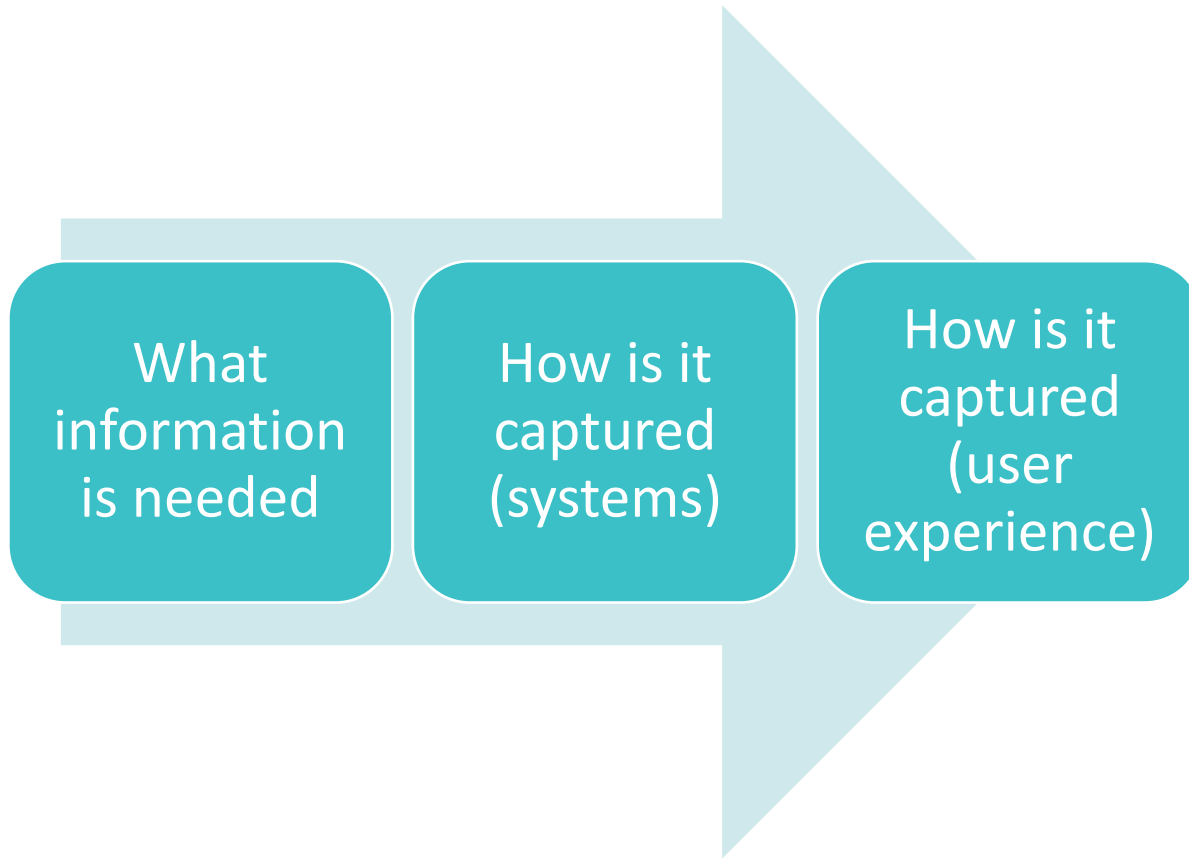 What
information
is needed
How is it
captured
(systems)
How is it
captured
(user
experience)